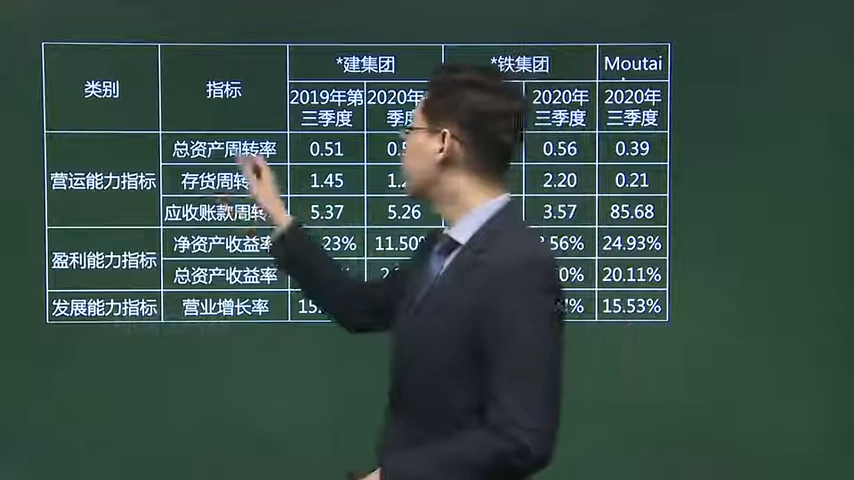 类别 指标 *建集团 *铁集团 Moutai
2019年第三季度 2020年 季度 2020年三季度 2020年三季度
营运能力指标 总资产周转率 0.51 0.56 0.39
存货周转 1.45 2.20 0.21
应收账款周转 5.37 5.26 3.57 85.68
盈利能力指标 净资产收益率 .23% 11.50% .56% 24.93%
总资产收益率 0% 20.11%
发展能力指标 营业增长率 15. % 15.53%